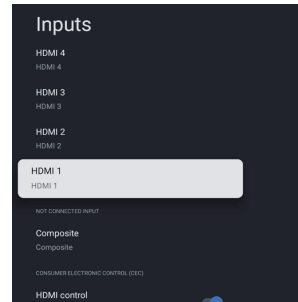 Inputs
HDMI 4
HDMI 4
HDMI 3
HDMI 3
HDMI 2
HDMI 2
HDMI 1
HDMI 1
NOT CONNECTED INPUT
Composite
Composite
CONSUMER ELECTRONIC CONTROL (CEC)
HDMI control